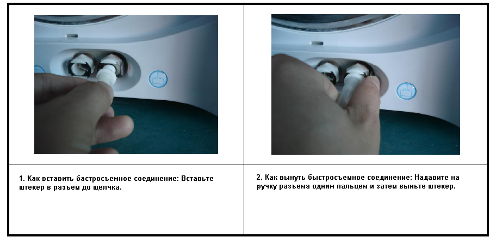 1. Как вставить бастросъемное соединение: Вставьте
штекер в разъем до щелчка.
2. Как вынуть быстросъемное соединение: Надавите на
ручку разъема одним пальцем и затем выньте штекер.